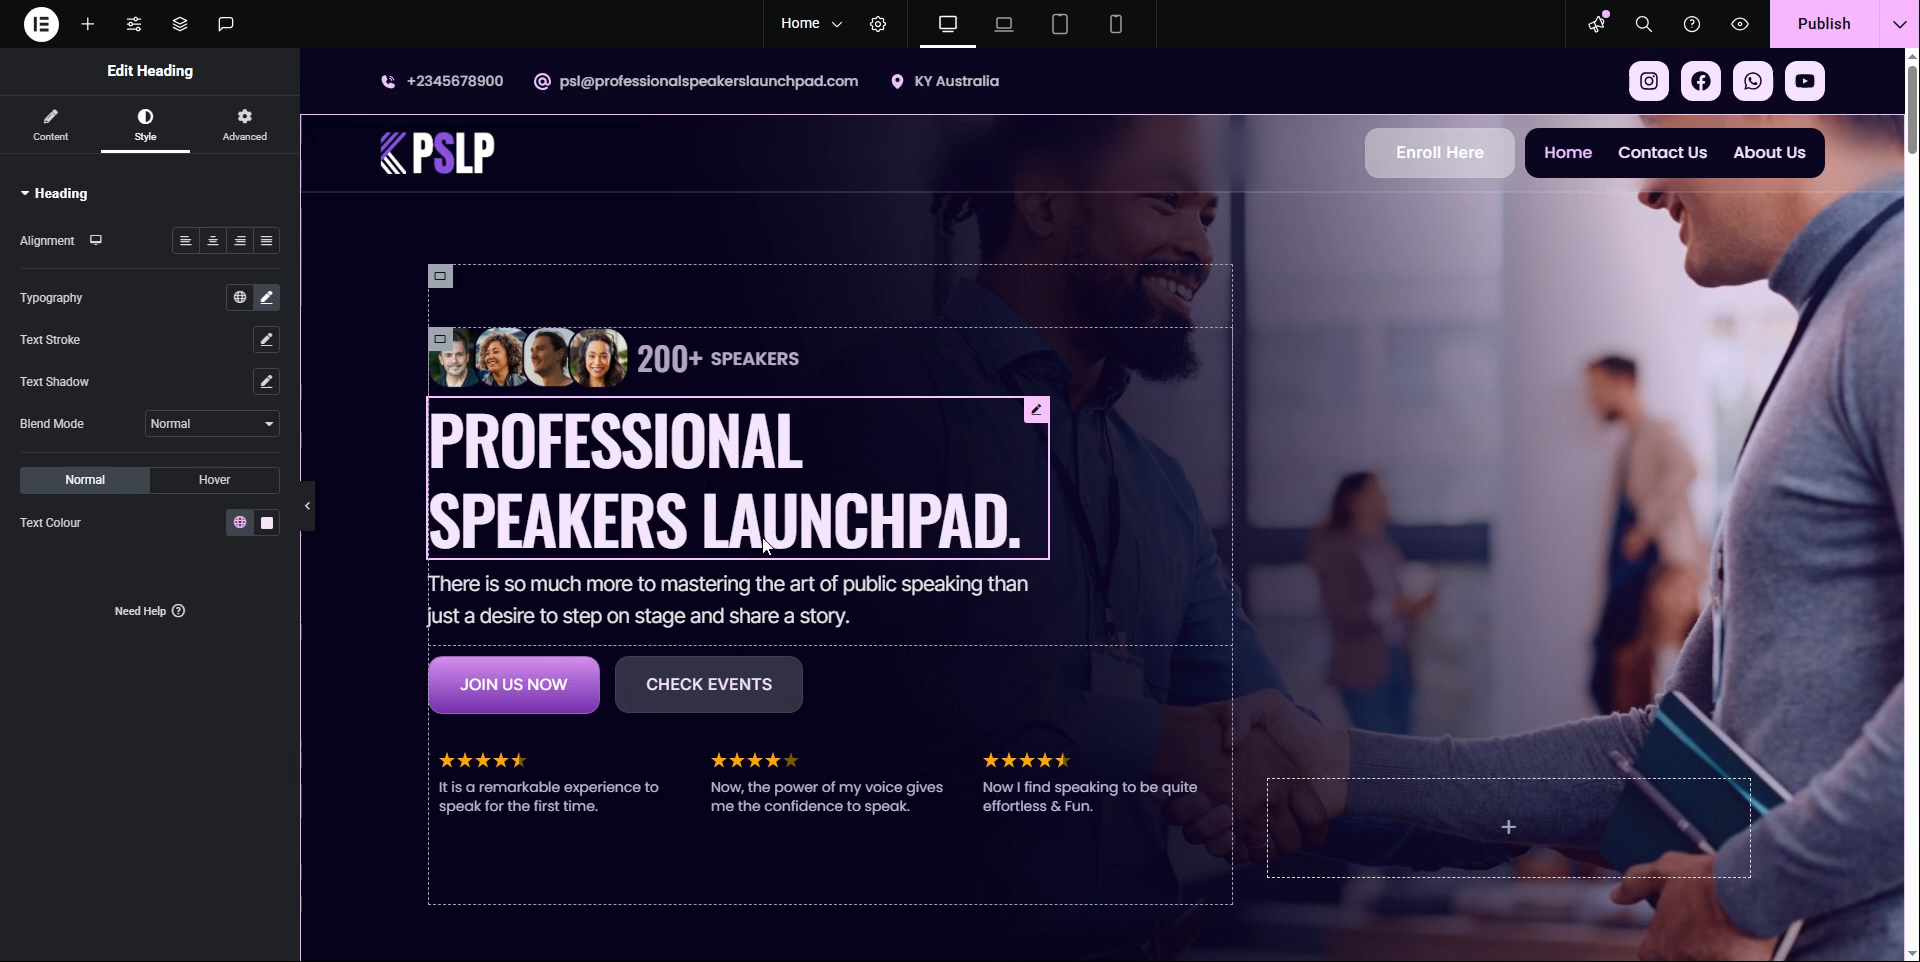 Home
Publish
Edit Heading
Content
Style
Advanced
Heading
Alignment
Typography
Text Stroke
Text Shadow
Blend Mode
Normal
Normal
Hover
Text Colour
Need Help
+2345678900
psl@professionalspeakerslaunchpad.com
KY Australia
PSLP
Enroll Here
Home
Contact Us
About Us
200+ SPEAKERS
PROFESSIONAL
SPEAKERS LAUNCHPAD.
There is so much more to mastering the art of public speaking than
just a desire to step on stage and share a story.
JOIN US NOW
CHECK EVENTS
It is a remarkable experience to
speak for the first time.
Now, the power of my voice gives
me the confidence to speak.
Now I find speaking to be quite
effortless & Fun.